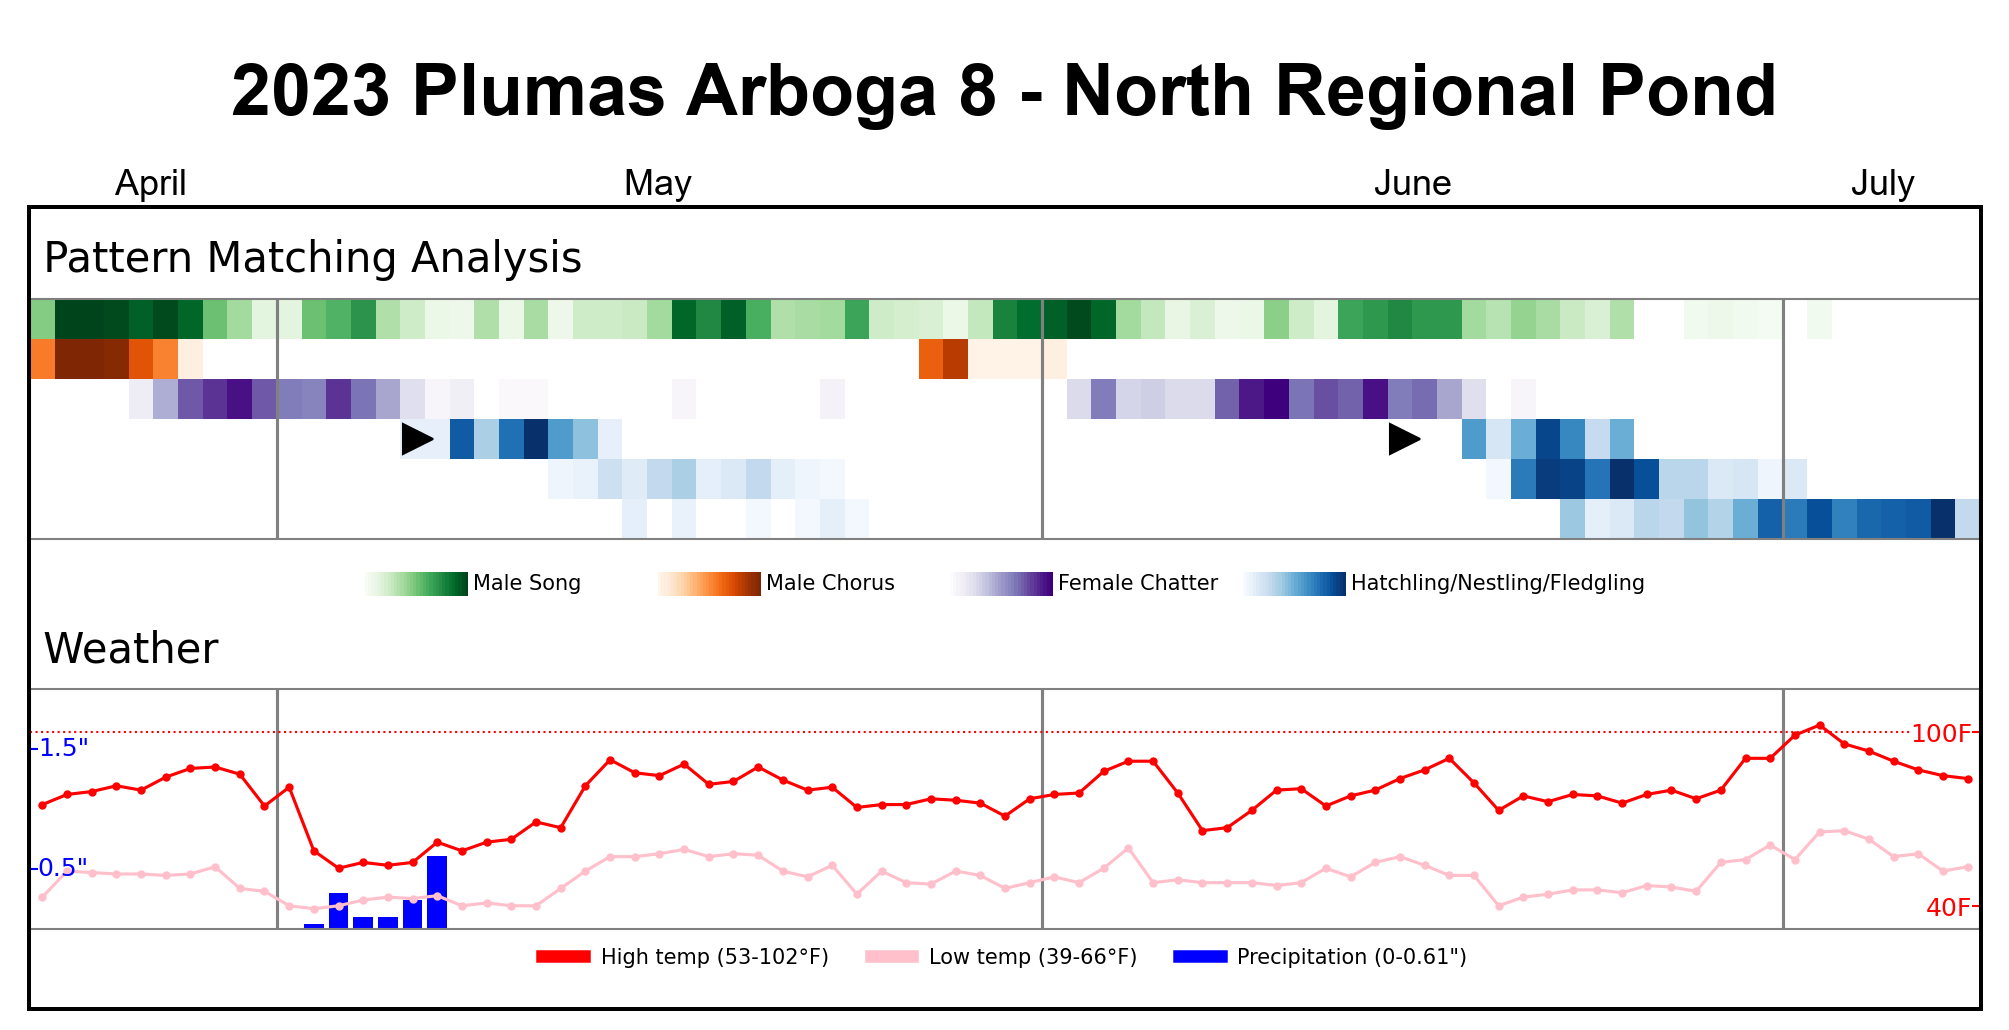 2023 Plumas Arboga 8 - North Regional Pond
April May June July
Pattern Matching Analysis
Male Song Male Chorus Female Chatter Hatchling/Nestling/Fledgling
Weather
100F
1.5"
0.5"
40F
High temp (53-102°F) Low temp (39-66°F) Precipitation (0-0.61")